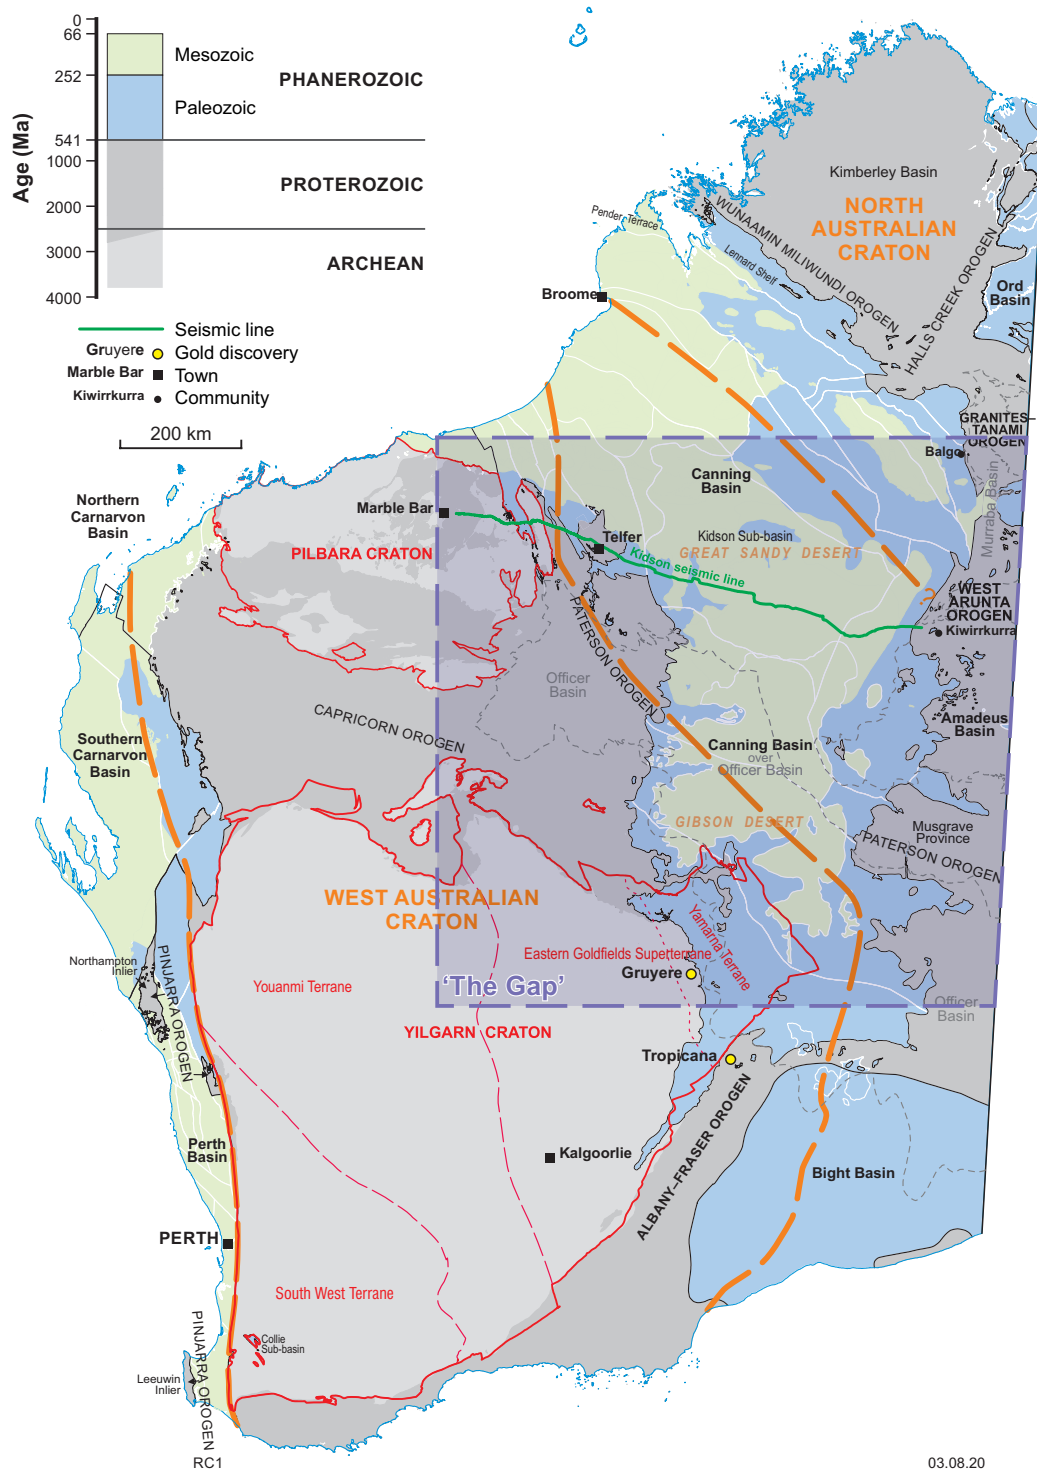 0
66
252
541
1000
2000
3000
4000
Age (Ma)
Mesozoic
Paleozoic
PHANEROZOIC
PROTEROZOIC
ARCHEAN
Seismic line
Gruyere
Gold discovery
Marble Bar
Town
Kiwirrkurra
Community
200 km
Kimberley Basin
NORTH
AUSTRALIAN
CRATON
WUNAAMIN MILIWUNDI OROGEN
HALLS CREEK OROGEN
Pender Terrace
Lennard Shelf
Ord
Basin
Broome
GRANITES–
TANAMI
OROGEN
Balgo
Murraba Basin
Canning
Basin
Northern
Carnarvon
Basin
Marble Bar
PILBARA CRATON
Telfer
Kidson Sub-basin
GREAT SANDY DESERT
Kidson seismic line
?
WEST
ARUNTA
OROGEN
Kiwirrkurra
PATERSON OROGEN
Officer
Basin
CAPRICORN OROGEN
Amadeus
Basin
Southern
Carnarvon
Basin
Canning Basin
over
Officer Basin
GIBSON DESERT
Musgrave
Province
PATERSON OROGEN
WEST AUSTRALIAN
CRATON
Yamarna Terrane
Eastern Goldfields Superterrane
Gruyere
Northampton
Inlier
PINJARRA OROGEN
Youanmi Terrane
'The Gap'
Officer
Basin
YILGARN CRATON
Tropicana
ALBANY–FRASER OROGEN
Perth
Basin
Kalgoorlie
Bight Basin
PERTH
South West Terrane
Collie
Sub-basin
PINJARRA OROGEN
Leeuwin
Inlier
RC1
03.08.20